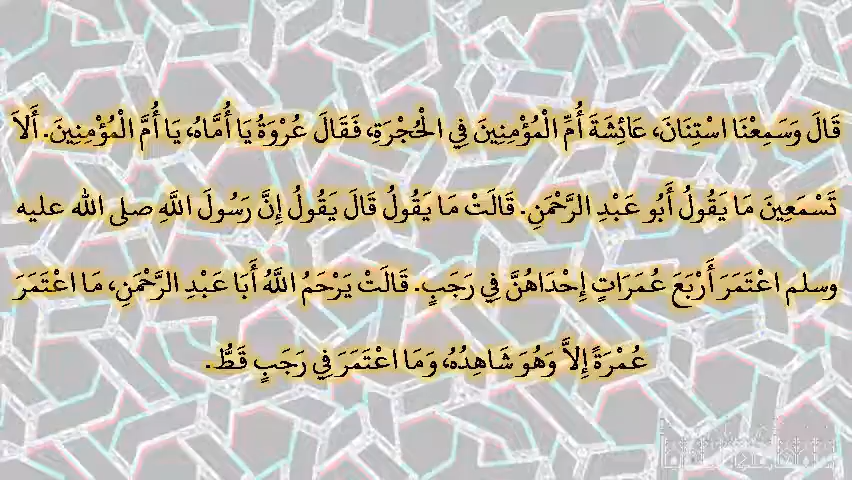 قَالَ وَسَمِعْنَا اسْتِنَانَ، عَائِشَةَ أُمِّ الْمُؤْمِنِينَ فِي الْحُجْرَةِ، فَقَالَ عُرْوَةُ يَا أُمَّاهُ، يَا أُمَّ الْمُؤْمِنِينَ. أَلاَ
تَسْمَعِينَ مَا يَقُولُ أَبُو عَبْدِ الرَّحْمَنِ. قَالَتْ مَا يَقُولُ قَالَ يَقُولُ إِنَّ رَسُولَ اللَّهِ صلى الله عليه
وسلم اعْتَمَرَ أَرْبَعَ عُمَرَاتٍ إِحْدَاهُنَّ فِي رَجَبٍ. قَالَتْ يَرْحَمُ اللَّهُ أَبَا عَبْدِ الرَّحْمَنِ، مَا اعْتَمَرَ
عُمْرَةً إِلاَّ وَهُوَ شَاهِدُهُ، وَمَا اعْتَمَرَ فِي رَجَبٍ قَطُّ.